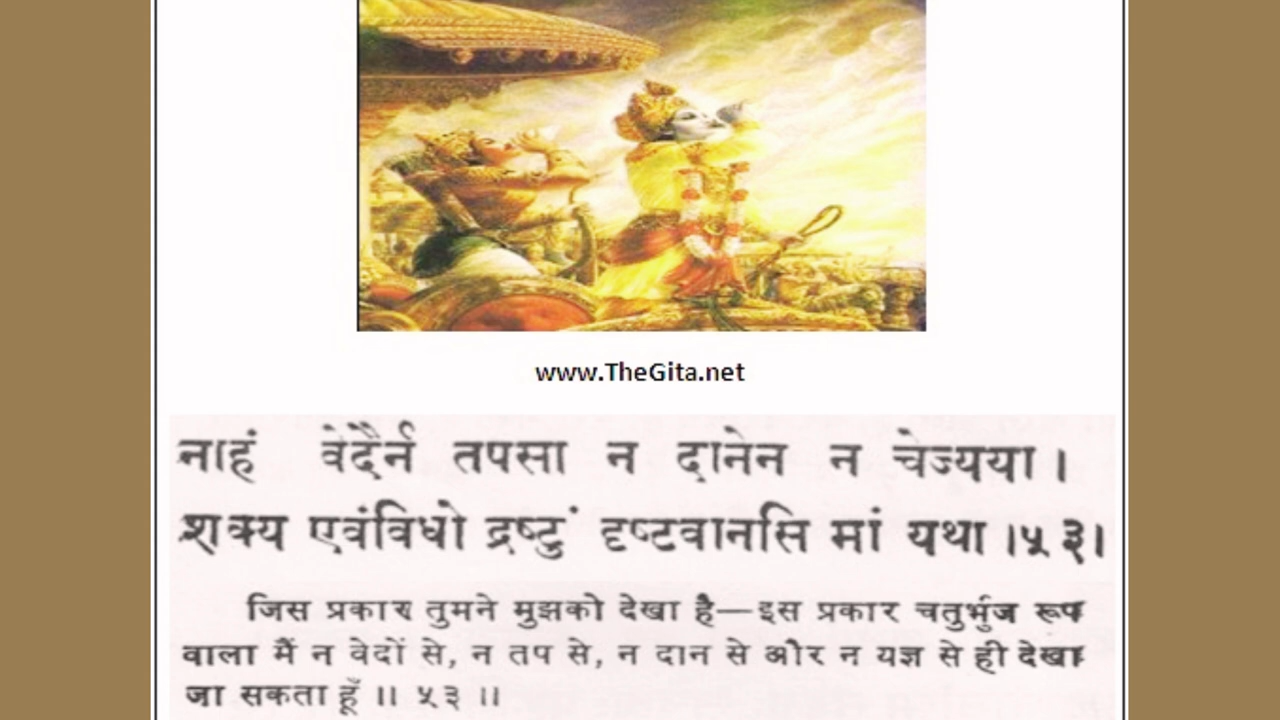 www.TheGita.net
नाहं वेदैर्न तपसा न दानेन न चेज्यया।
शक्य एवंविधो द्रष्टुं दृष्टवानसि मां यथा।५३।
जिस प्रकार तुमने मुझको देखा है—इस प्रकार चतुर्भुज रूप
वाला मैं न वेदों से, न तप से, न दान से और न यज्ञ से ही देखा
जा सकता हूँ ॥ ५३ ॥